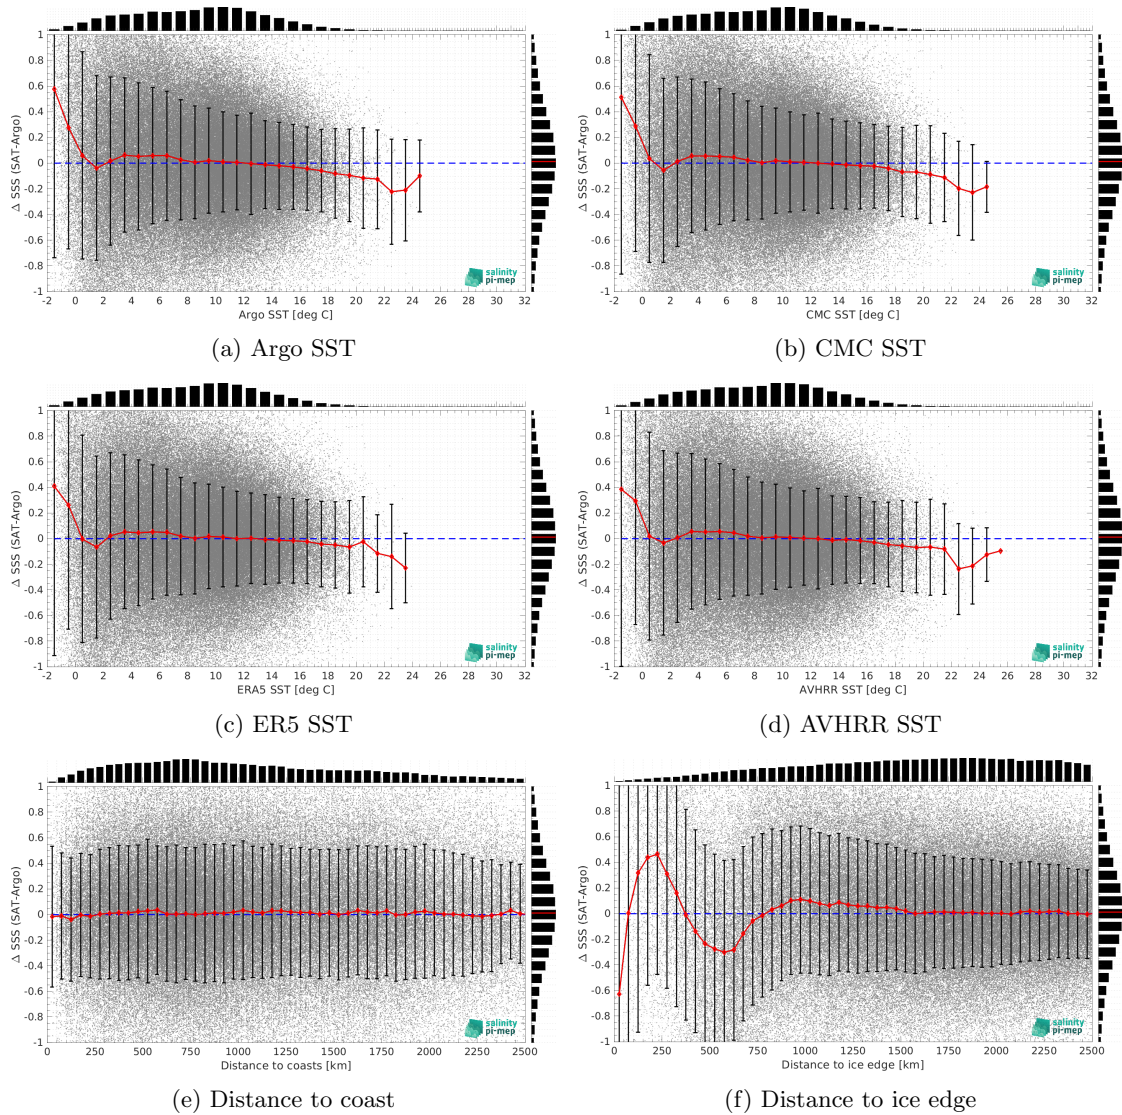 1
0.8
0.6
0.4
0.2
0
-0.2
-0.4
-0.6
-0.8
-1
Δ SSS (SAT-Argo)
-2 0 2 4 6 8 10 12 14 16 18 20 22 24 26 28 30 32
Argo SST [deg C]
salinity
pi-mep
(a) Argo SST
1
0.8
0.6
0.4
0.2
0
-0.2
-0.4
-0.6
-0.8
-1
Δ SSS (SAT-Argo)
-2 0 2 4 6 8 10 12 14 16 18 20 22 24 26 28 30 32
CMC SST [deg C]
salinity
pi-mep
(b) CMC SST
1
0.8
0.6
0.4
0.2
0
-0.2
-0.4
-0.6
-0.8
-1
Δ SSS (SAT-Argo)
-2 0 2 4 6 8 10 12 14 16 18 20 22 24 26 28 30 32
ERA5 SST [deg C]
salinity
pi-mep
(c) ER5 SST
1
0.8
0.6
0.4
0.2
0
-0.2
-0.4
-0.6
-0.8
-1
Δ SSS (SAT-Argo)
-2 0 2 4 6 8 10 12 14 16 18 20 22 24 26 28 30 32
AVHRR SST [deg C]
salinity
pi-mep
(d) AVHRR SST
1
0.8
0.6
0.4
0.2
0
-0.2
-0.4
-0.6
-0.8
-1
Δ SSS (SAT-Argo)
0 250 500 750 1000 1250 1500 1750 2000 2250 2500
Distance to coasts [km]
salinity
pi-mep
(e) Distance to coast
1
0.8
0.6
0.4
0.2
0
-0.2
-0.4
-0.6
-0.8
-1
Δ SSS (SAT-Argo)
0 250 500 750 1000 1250 1500 1750 2000 2250 2500
Distance to ice edge [km]
salinity
pi-mep
(f) Distance to ice edge